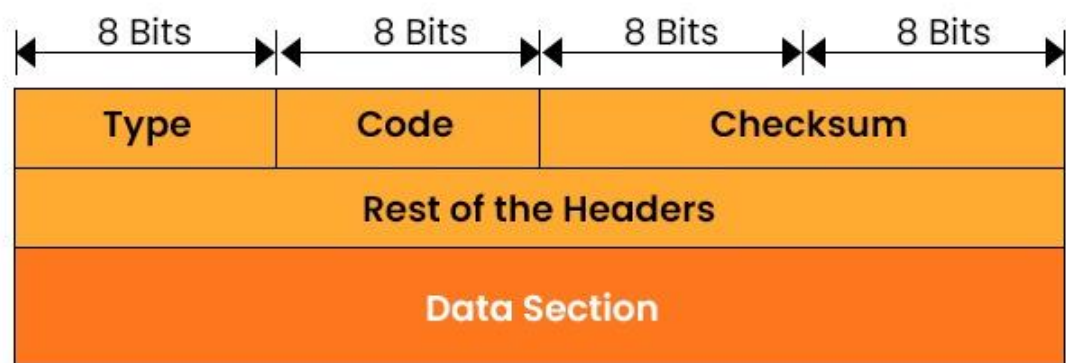 8 Bits 8 Bits 8 Bits 8 Bits
Type Code Checksum
Rest of the Headers
Data Section